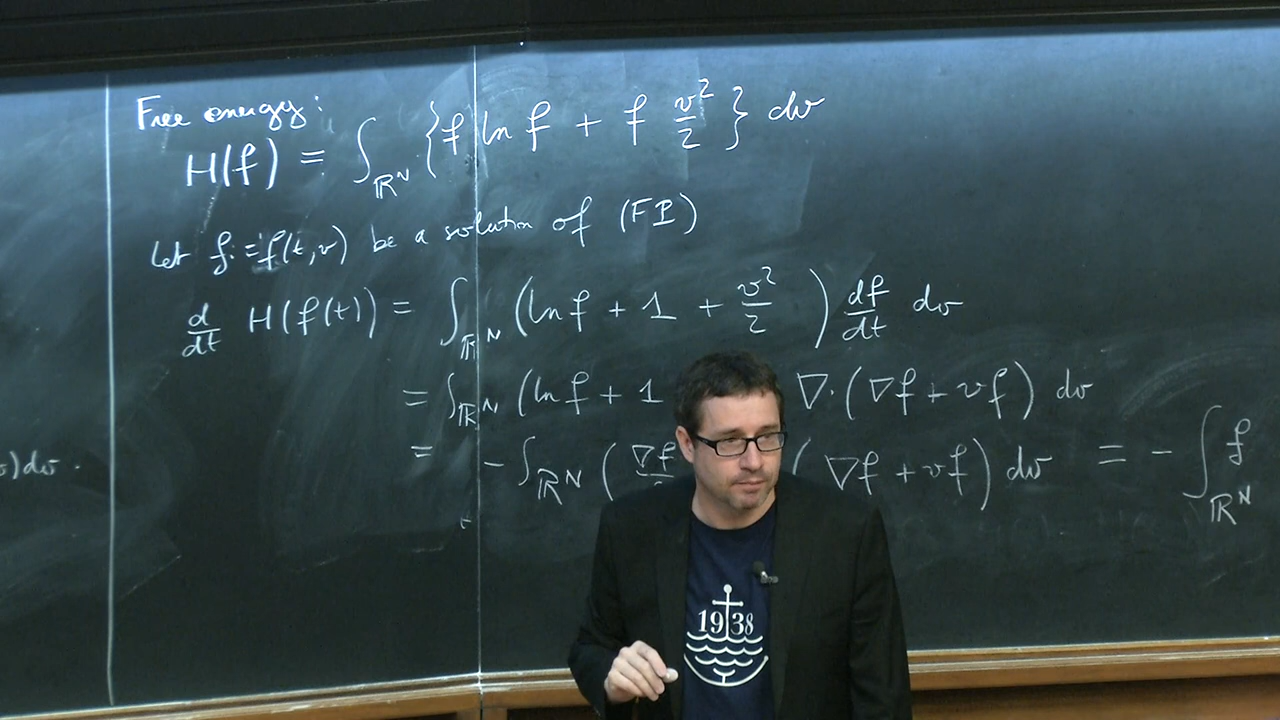 Free energy:
H(f) = ∫_{ℝ^N} { f ln f + f v²/2 } dv
Let f := f(t,v) be a solution of (FP)
d/dt H(f(t)) = ∫_{ℝ^N} (ln f + 1 + v²/2) df/dt dv
= ∫_{ℝ^N} (ln f + 1 ∇·(∇f + vf) dv
= - ∫_{ℝ^N} (∇f (∇f + vf) dv = - ∫_{ℝ^N} f
)dv.
1938